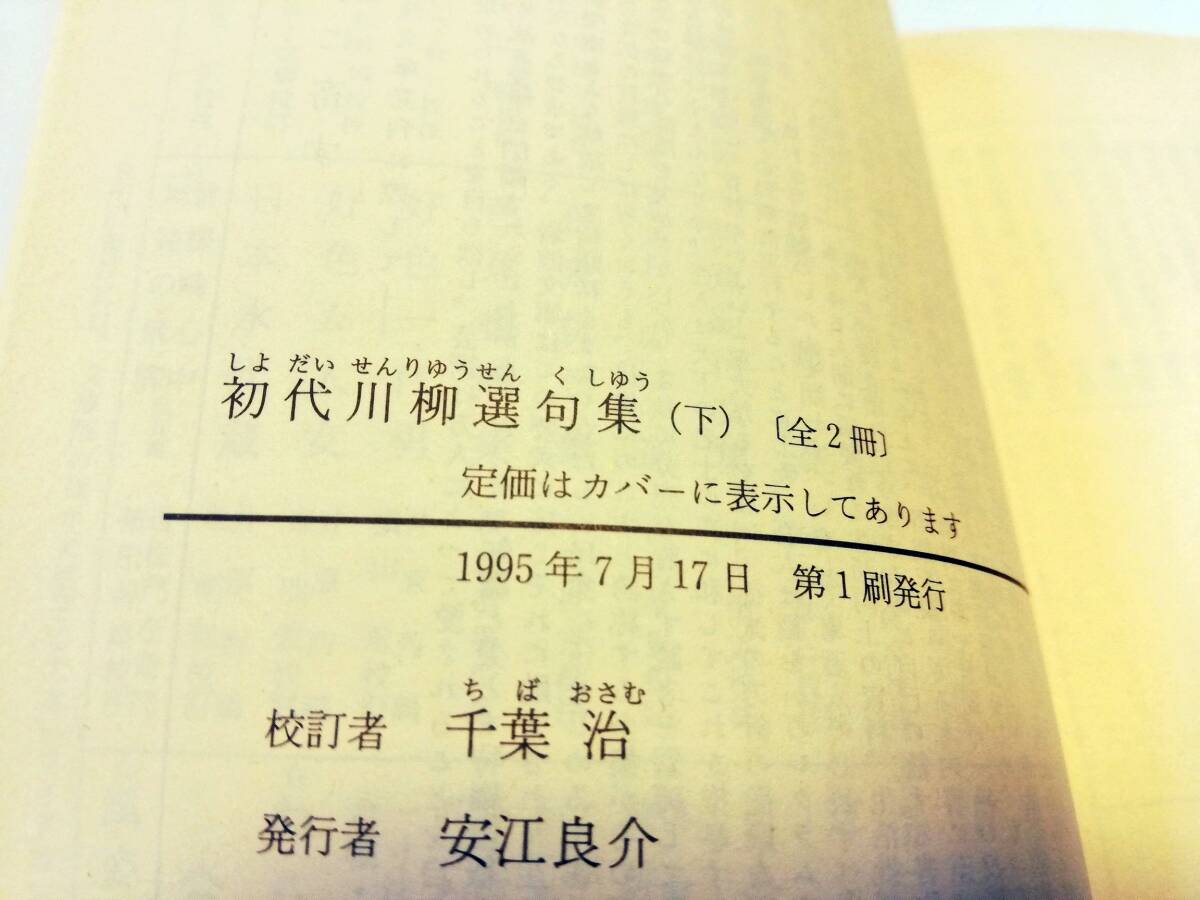 しよ だい せんりゆうせん く しゆう
初代川柳選句集(下) 〔全2冊〕
定価はカバーに表示してあります
1995年7月17日 第1刷発行
ちば おさむ
校訂者 千葉 治
発行者 安江良介